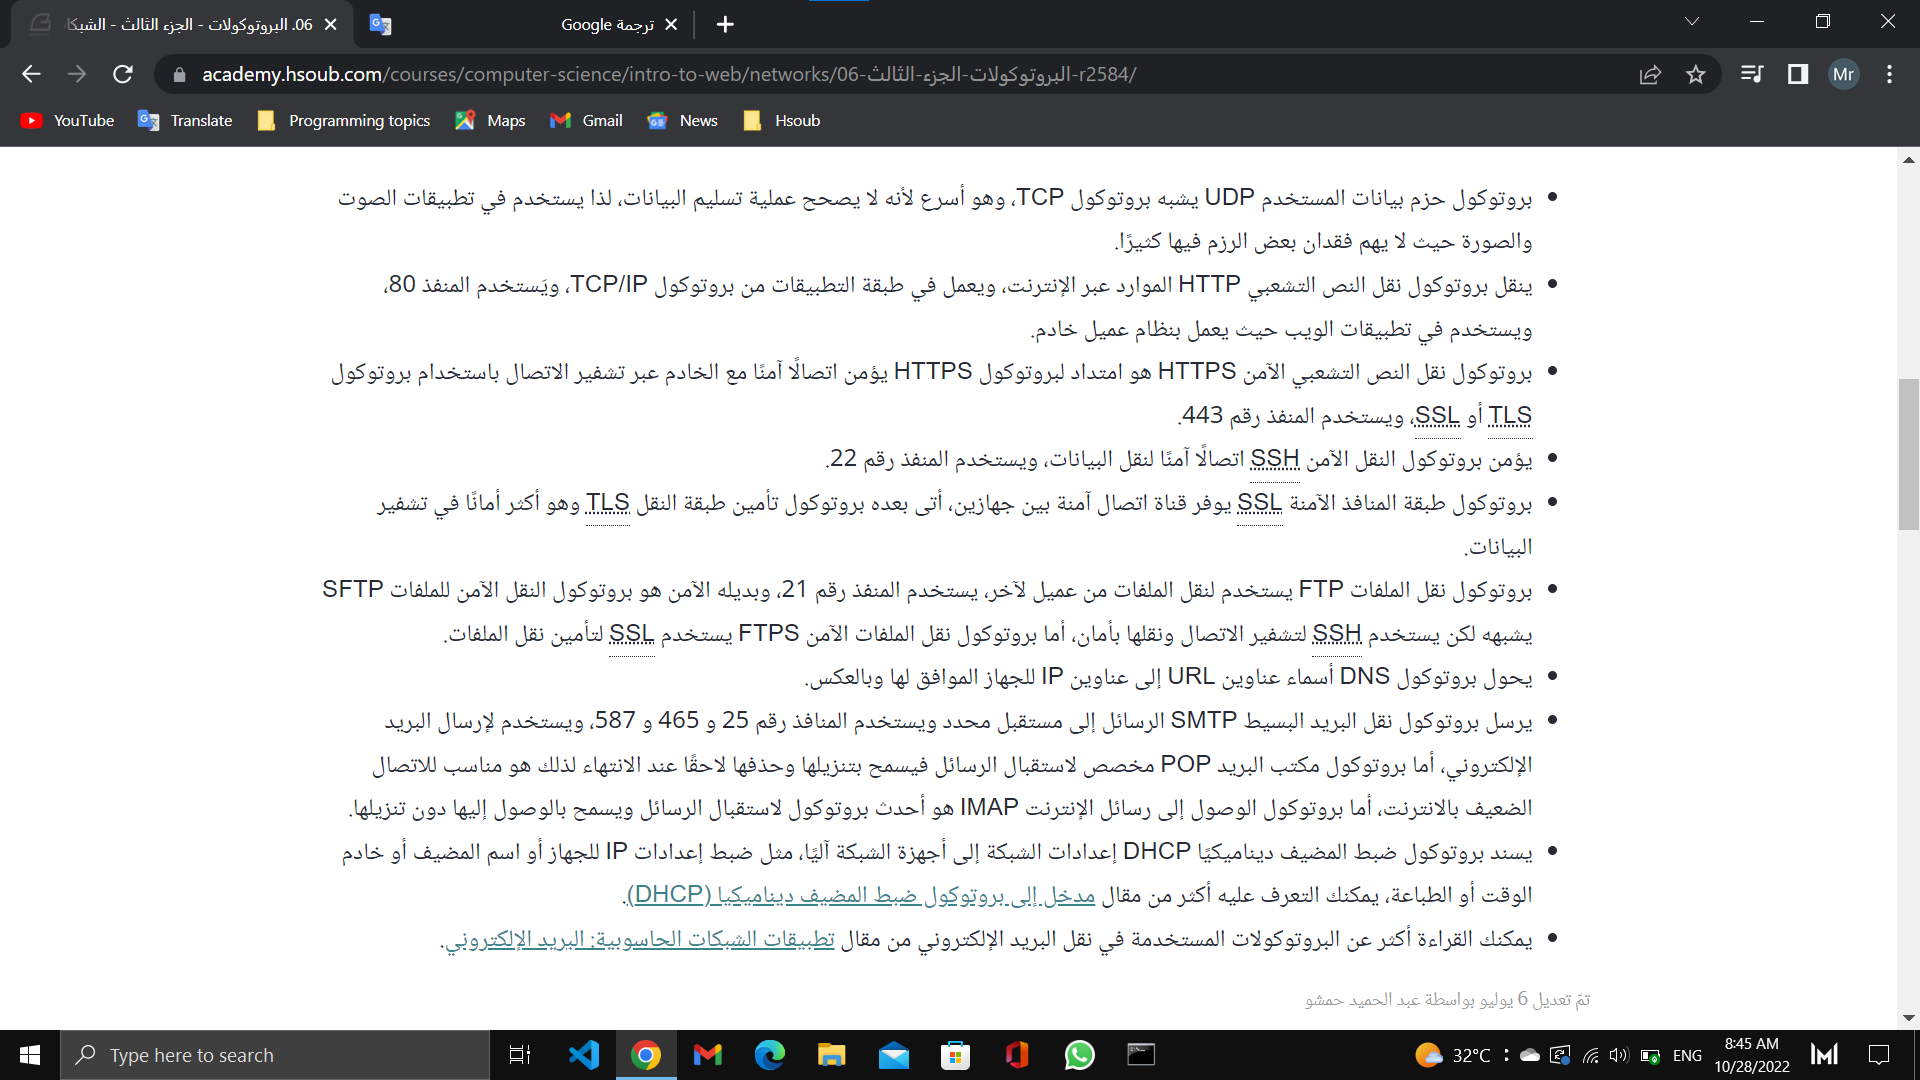 06. البروتوكولات - الجزء الثالث - الشبكا
ترجمة Google
academy.hsoub.com/courses/computer-science/intro-to-web/networks/06-البروتوكولات-الجزء-الثالث-r2584/
Mr
YouTube
Translate
Programming topics
Maps
Gmail
News
Hsoub
بروتوكول حزم بيانات المستخدم UDP يشبه بروتوكول TCP، وهو أسرع لأنه لا يصحح عملية تسليم البيانات، لذا يستخدم في تطبيقات الصوت
والصورة حيث لا يهم فقدان بعض الرزم فيها كثيرًا.
ينقل بروتوكول نقل النص التشعبي HTTP الموارد عبر الإنترنت، ويعمل في طبقة التطبيقات من بروتوكول TCP/IP، ويَستخدم المنفذ 80،
ويستخدم في تطبيقات الويب حيث يعمل بنظام عميل خادم.
بروتوكول نقل النص التشعبي الآمن HTTPS هو امتداد لبروتوكول HTTPS يؤمن اتصالًا آمنًا مع الخادم عبر تشفير الاتصال باستخدام بروتوكول
TLS أو SSL، ويستخدم المنفذ رقم 443.
يؤمن بروتوكول النقل الآمن SSH اتصالًا آمنًا لنقل البيانات، ويستخدم المنفذ رقم 22.
بروتوكول طبقة المنافذ الآمنة SSL يوفر قناة اتصال آمنة بين جهازين، أتى بعده بروتوكول تأمين طبقة النقل TLS وهو أكثر أمانًا في تشفير
البيانات.
بروتوكول نقل الملفات FTP يستخدم لنقل الملفات من عميل لآخر، يستخدم المنفذ رقم 21، وبديله الآمن هو بروتوكول النقل الآمن للملفات SFTP
يشبهه لكن يستخدم SSH لتشفير الاتصال ونقلها بأمان، أما بروتوكول نقل الملفات الآمن FTPS يستخدم SSL لتأمين نقل الملفات.
يحول بروتوكول DNS أسماء عناوين URL إلى عناوين IP للجهاز الموافق لها وبالعكس.
يرسل بروتوكول نقل البريد البسيط SMTP الرسائل إلى مستقبل محدد ويستخدم المنافذ رقم 25 و 465 و 587، ويستخدم لإرسال البريد
الإلكتروني، أما بروتوكول مكتب البريد POP مخصص لاستقبال الرسائل فيسمح بتنزيلها وحذفها لاحقًا عند الانتهاء لذلك هو مناسب للاتصال
الضعيف بالانترنت، أما بروتوكول الوصول إلى رسائل الإنترنت IMAP هو أحدث بروتوكول لاستقبال الرسائل ويسمح بالوصول إليها دون تنزيلها.
يسند بروتوكول ضبط المضيف ديناميكيًا DHCP إعدادات الشبكة إلى أجهزة الشبكة آليًا، مثل ضبط إعدادات IP للجهاز أو اسم المضيف أو خادم
الوقت أو الطباعة، يمكنك التعرف عليه أكثر من مقال مدخل إلى بروتوكول ضبط المضيف ديناميكيا (DHCP).
يمكنك القراءة أكثر عن البروتوكولات المستخدمة في نقل البريد الإلكتروني من مقال تطبيقات الشبكات الحاسوبية: البريد الإلكتروني.
تمّ تعديل 6 يوليو بواسطة عبد الحميد حمشو
Type here to search
32°C
ENG
8:45 AM
10/28/2022